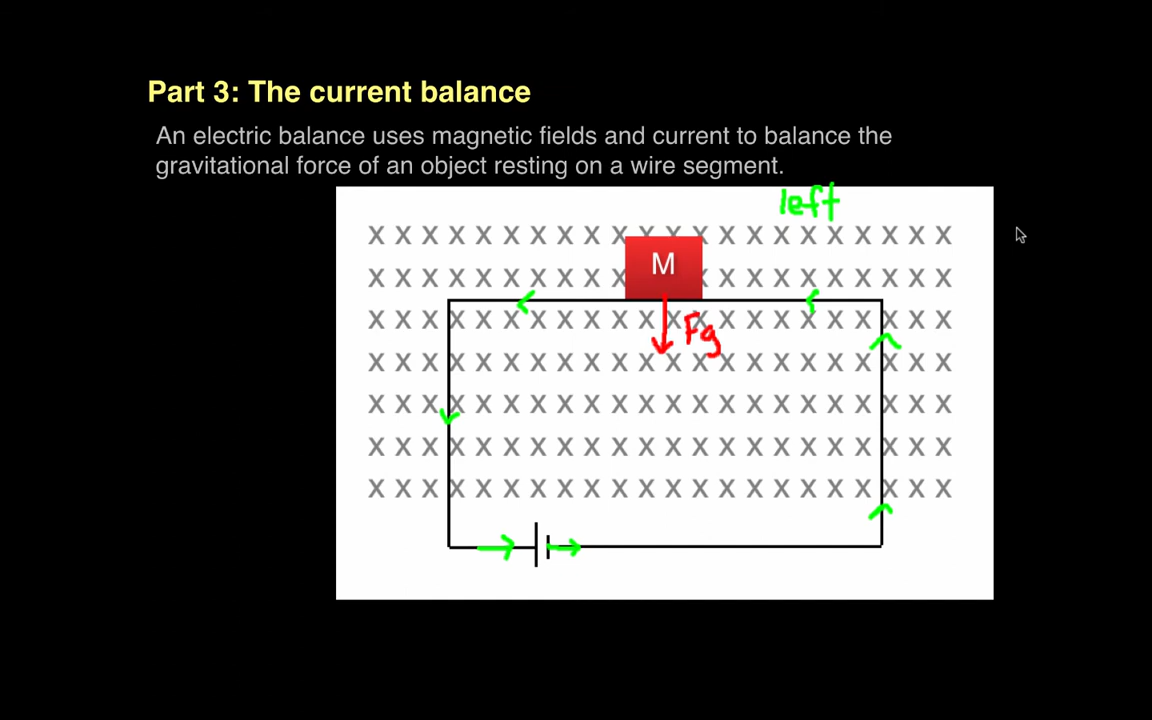 Part 3: The current balance
An electric balance uses magnetic fields and current to balance the
gravitational force of an object resting on a wire segment.
left
X X X X X X X X X X X X X X X X X X X X X X
M
X X X X X X X X X X X X X X X X X X X X
X X X X X X X X X X X X X X X X X X X X X X
Fg
X X X X X X X X X X X X X X X X X X X X X X
X X X X X X X X X X X X X X X X X X X X X X
X X X X X X X X X X X X X X X X X X X X X X
X X X X X X X X X X X X X X X X X X X X X X